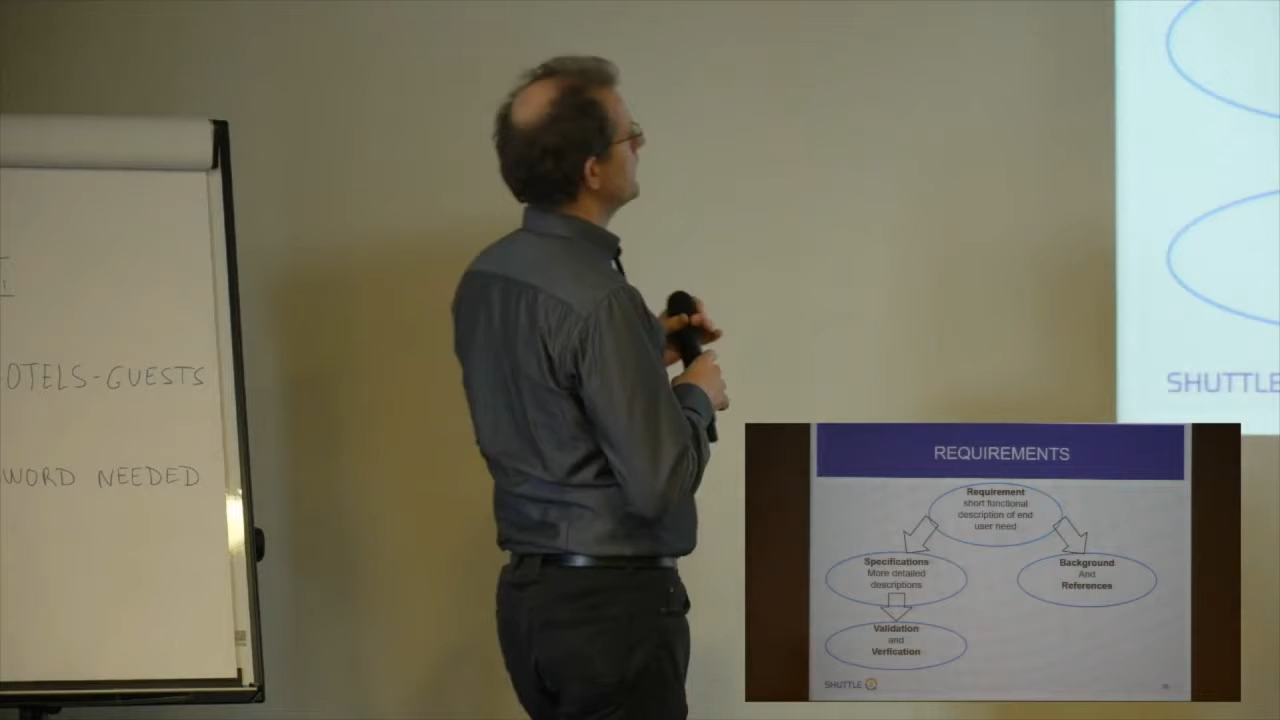 OTELS-GUESTS
WORD NEEDED
SHUTTLE
REQUIREMENTS
Requirement
short functional
description of end
user need
Specifications
More detailed
descriptions
Background
And
References
Validation
and
Verfication
SHUTTLE